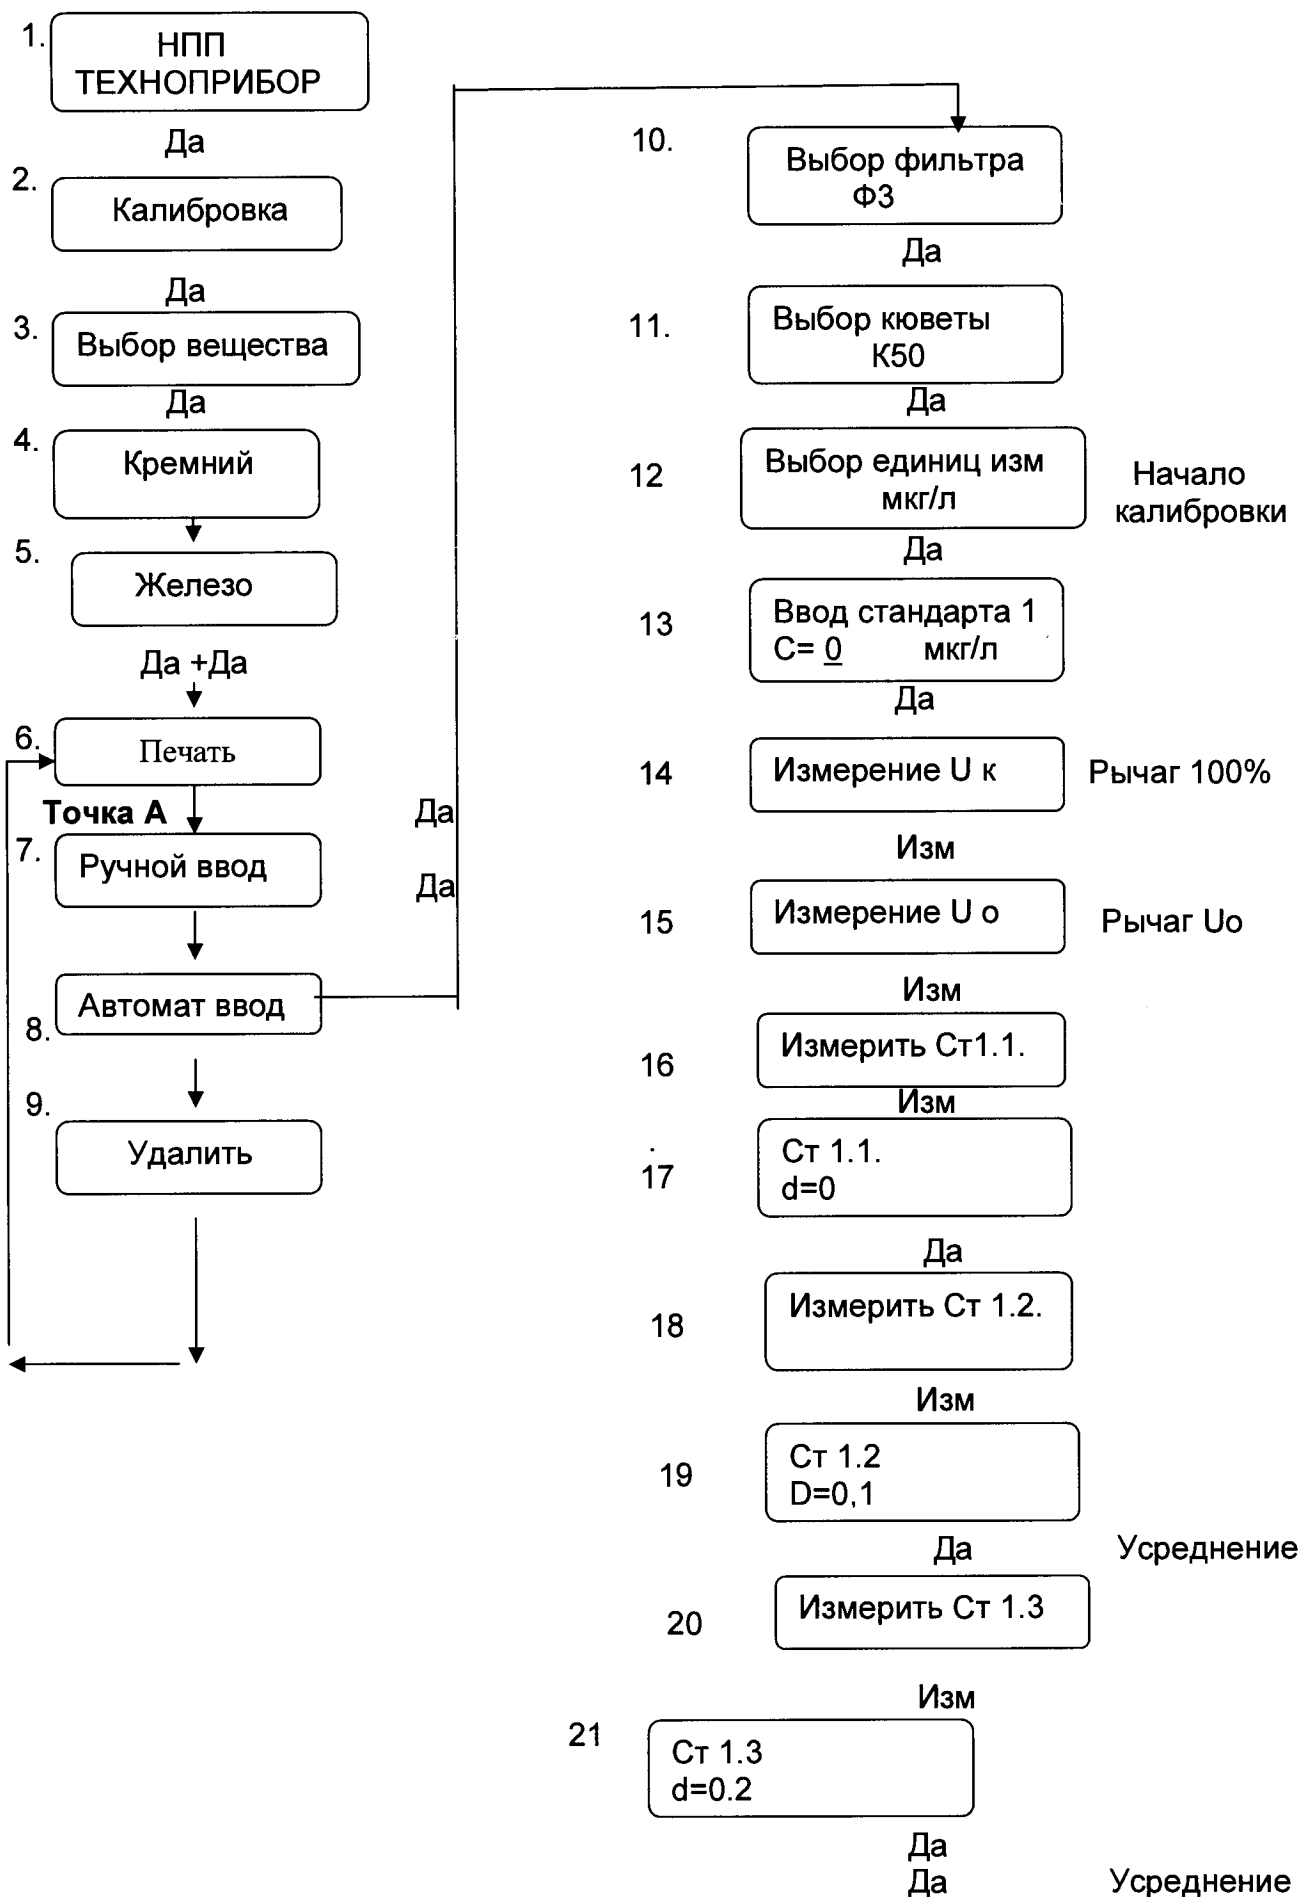 1.
НПП
ТЕХНОПРИБОР
Да
2.
Калибровка
Да
3.
Выбор вещества
Да
4.
Кремний
5.
Железо
Да +Да
6.
Печать
Точка А
Да
7.
Ручной ввод
Да
Автомат ввод
8.
9.
Удалить
10.
Выбор фильтра
Ф3
Да
11.
Выбор кюветы
К50
Да
12
Выбор единиц изм
мкг/л
Начало
калибровки
Да
13
Ввод стандарта 1
С= 0 мкг/л
Да
14
Измерение U к
Рычаг 100%
Изм
15
Измерение U о
Рычаг Uo
Изм
16
Измерить Ст1.1.
Изм
17
Ст 1.1.
d=0
Да
18
Измерить Ст 1.2.
Изм
19
Ст 1.2
D=0,1
Да
Усреднение
20
Измерить Ст 1.3
Изм
21
Ст 1.3
d=0.2
Да
Да
Усреднение